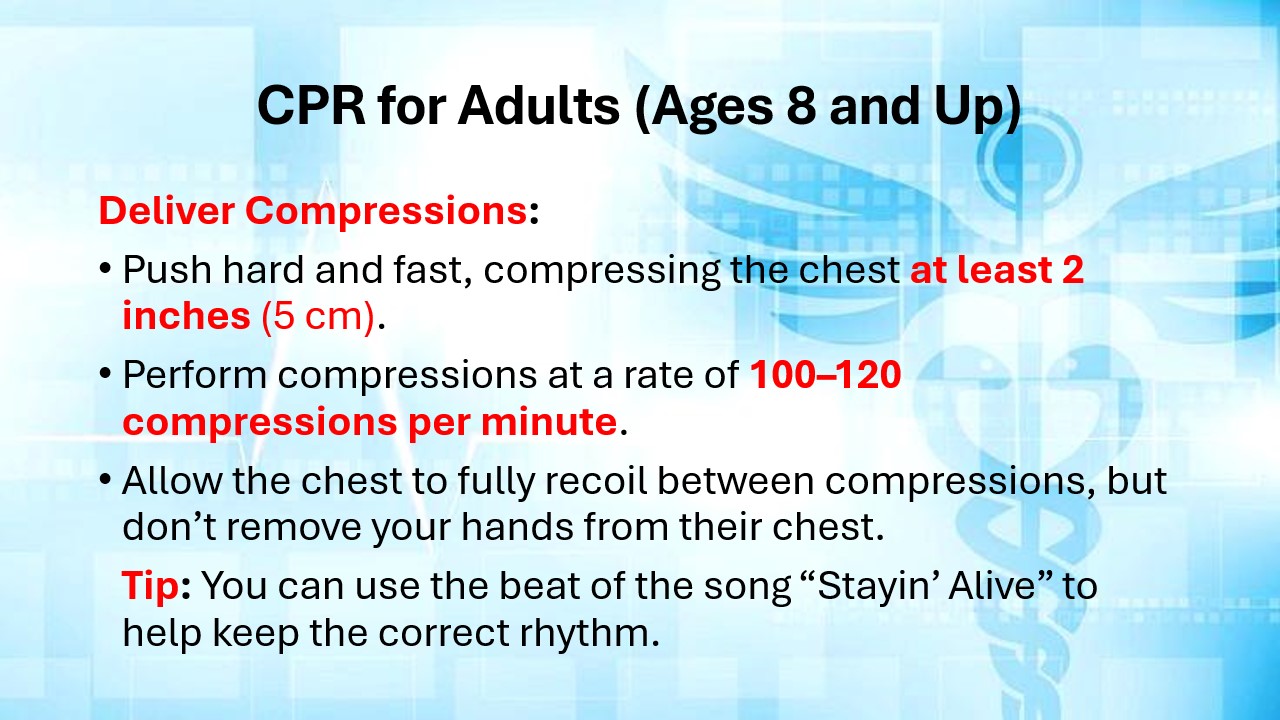 CPR for Adults (Ages 8 and Up)
Deliver Compressions:
• Push hard and fast, compressing the chest at least 2
inches (5 cm).
• Perform compressions at a rate of 100–120
compressions per minute.
• Allow the chest to fully recoil between compressions, but
don’t remove your hands from their chest.
Tip: You can use the beat of the song “Stayin’ Alive” to
help keep the correct rhythm.